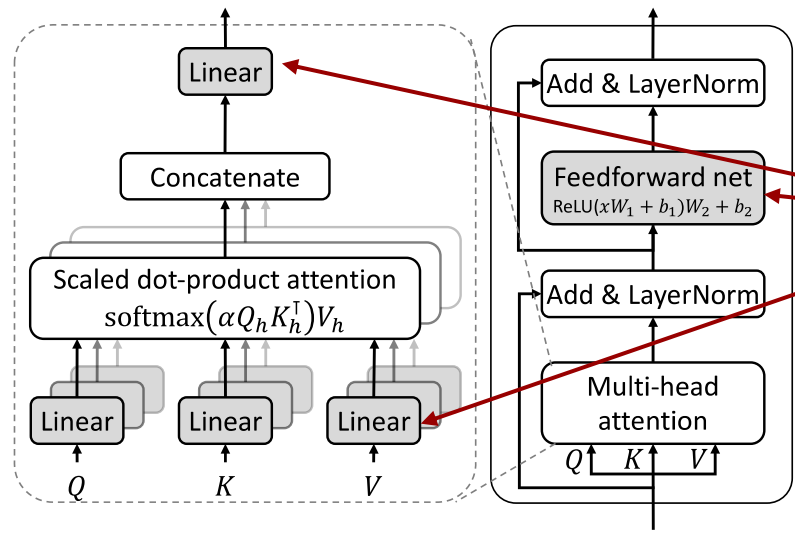 Linear
Concatenate
Scaled dot-product attention
softmax(αQₕKₕᵀ)Vₕ
Linear
Linear
Linear
Q
K
V
Add & LayerNorm
Feedforward net
ReLU(xW₁ + b₁)W₂ + b₂
Add & LayerNorm
Multi-head
attention
Q
K
V